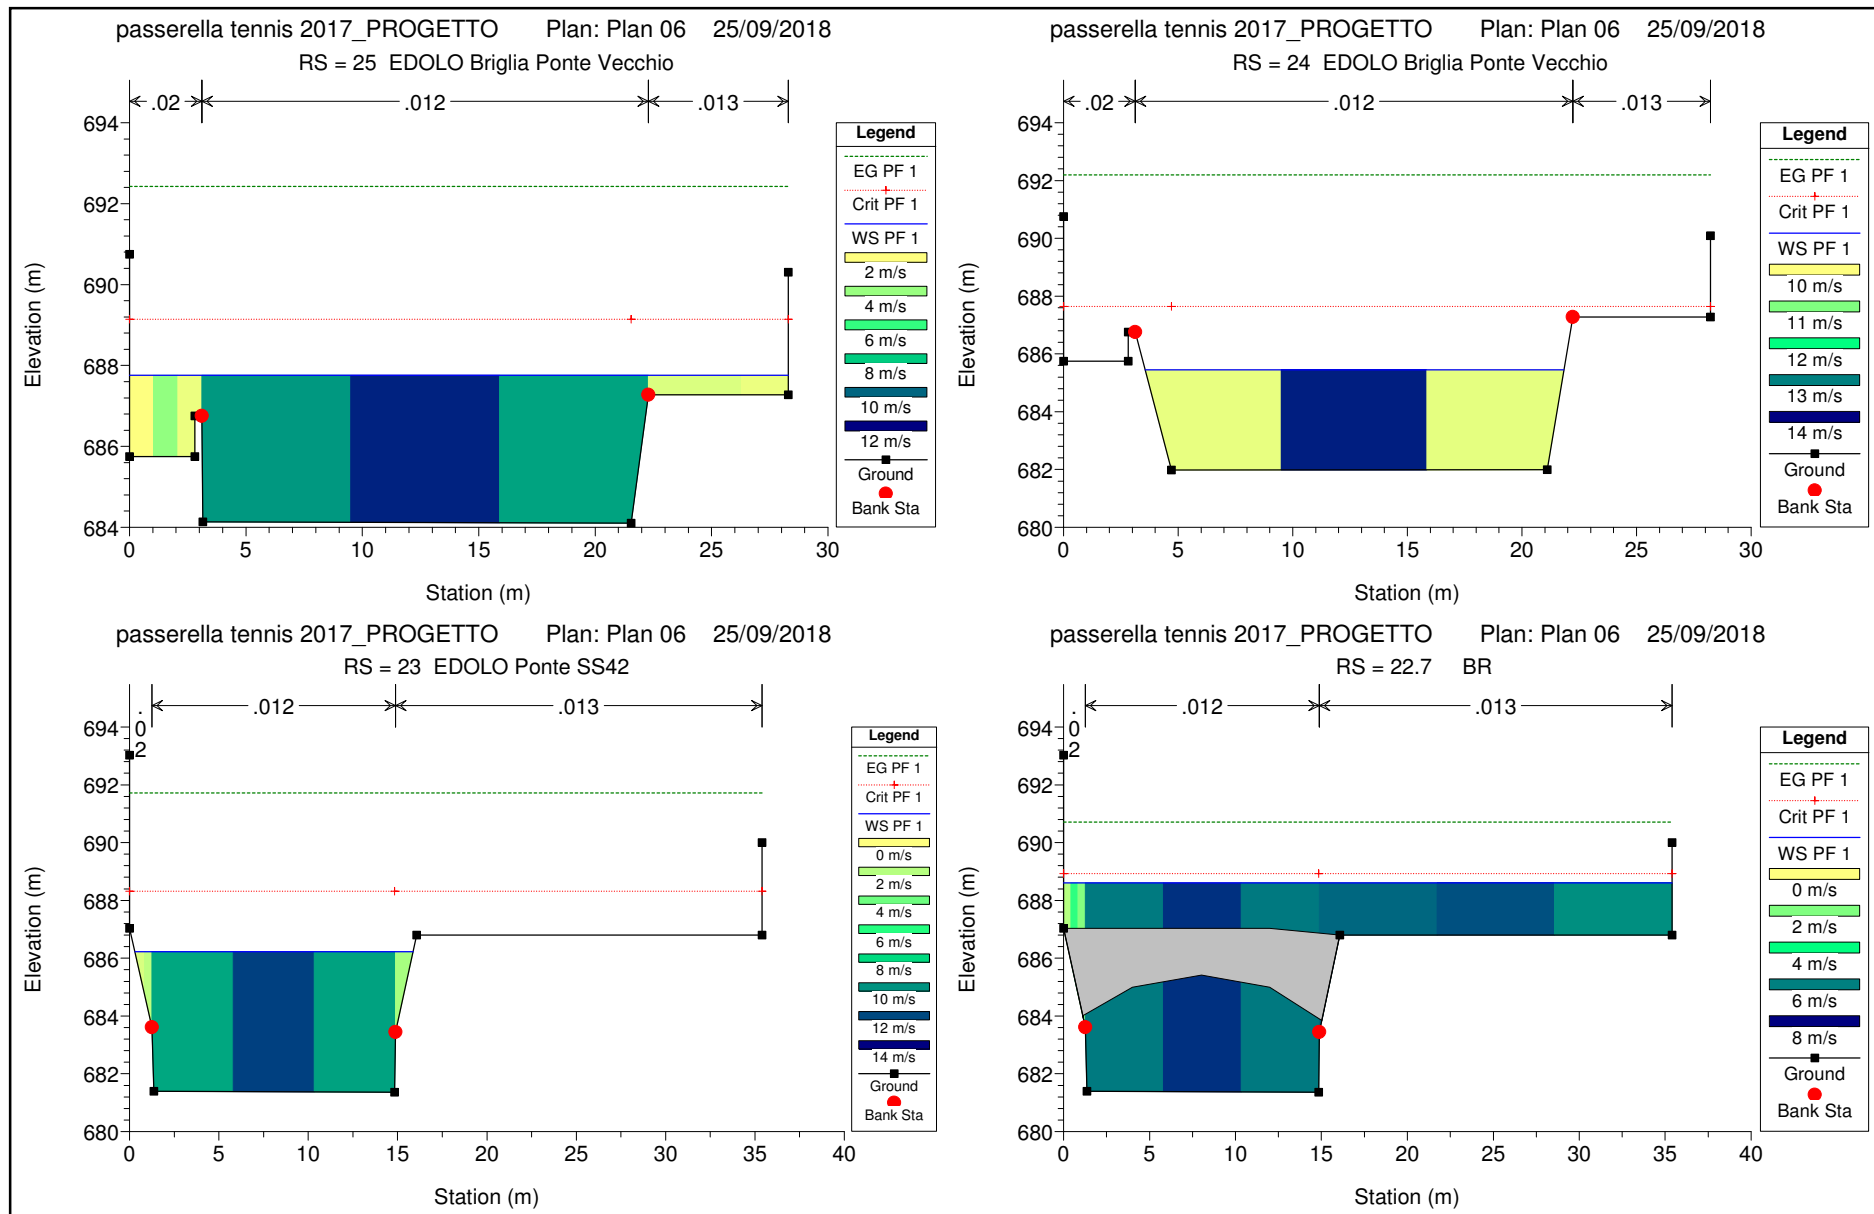 passerella tennis 2017_PROGETTO Plan: Plan 06 25/09/2018
RS = 25 EDOLO Briglia Ponte Vecchio
.02 .012 .013
694
692
690
688
686
684
Elevation (m)
0 5 10 15 20 25 30
Station (m)
Legend
EG PF 1
Crit PF 1
WS PF 1
2 m/s
4 m/s
6 m/s
8 m/s
10 m/s
12 m/s
Ground
Bank Sta
passerella tennis 2017_PROGETTO Plan: Plan 06 25/09/2018
RS = 24 EDOLO Briglia Ponte Vecchio
.02 .012 .013
694
692
690
688
686
684
682
680
Elevation (m)
0 5 10 15 20 25 30
Station (m)
Legend
EG PF 1
Crit PF 1
WS PF 1
10 m/s
11 m/s
12 m/s
13 m/s
14 m/s
Ground
Bank Sta
passerella tennis 2017_PROGETTO Plan: Plan 06 25/09/2018
RS = 23 EDOLO Ponte SS42
.02 .012 .013
694
692
690
688
686
684
682
680
Elevation (m)
0 5 10 15 20 25 30 35 40
Station (m)
Legend
EG PF 1
Crit PF 1
WS PF 1
0 m/s
2 m/s
4 m/s
6 m/s
8 m/s
10 m/s
12 m/s
14 m/s
Ground
Bank Sta
passerella tennis 2017_PROGETTO Plan: Plan 06 25/09/2018
RS = 22.7 BR
.02 .012 .013
694
692
690
688
686
684
682
680
Elevation (m)
0 5 10 15 20 25 30 35 40
Station (m)
Legend
EG PF 1
Crit PF 1
WS PF 1
0 m/s
2 m/s
4 m/s
6 m/s
8 m/s
Ground
Bank Sta